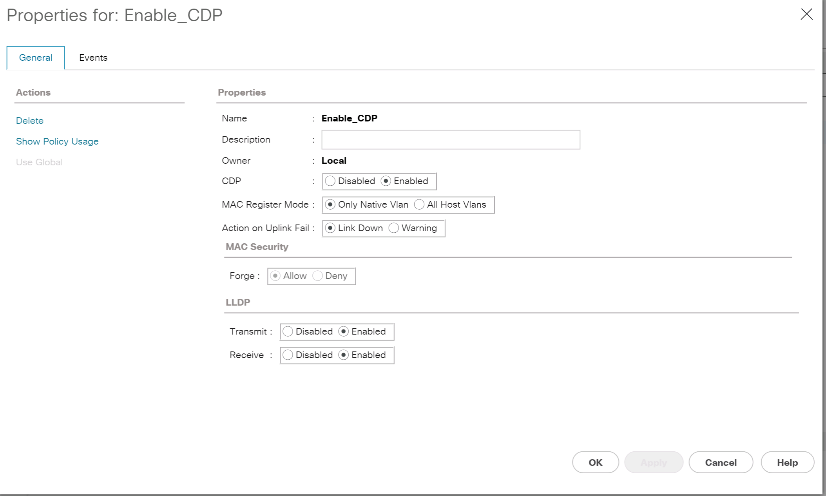 Properties for: Enable_CDP
General Events
Actions
Delete
Show Policy Usage
Use Global
Properties
Name : Enable_CDP
Description :
Owner : Local
CDP : Disabled Enabled
MAC Register Mode : Only Native Vlan All Host Vlans
Action on Uplink Fail : Link Down Warning
MAC Security
Forge : Allow Deny
LLDP
Transmit : Disabled Enabled
Receive : Disabled Enabled
OK Apply Cancel Help